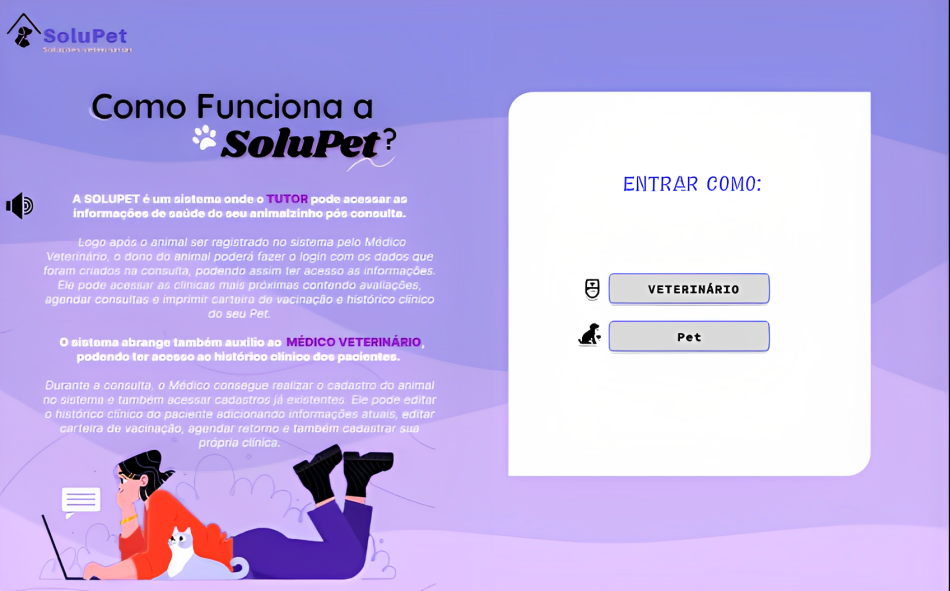 SoluPet
Soluções veterinárias
Como Funciona a
SoluPet?
A SOLUPET é um sistema onde o TUTOR pode acessar as
informações de saúde do seu animalzinho pós consulta.
Logo após o animal ser registrado no sistema pelo Médico
Veterinário, o dono do animal poderá fazer o login com os dados que
foram criados na consulta, podendo assim ter acesso as informações.
Ele pode acessar as clínicas mais próximas contendo avaliações,
agendar consultas e imprimir carteira de vacinação e histórico clínico
do seu Pet.
O sistema abrange também auxílio ao MÉDICO VETERINÁRIO,
podendo ter acesso ao histórico clínico dos pacientes.
Durante a consulta, o Médico consegue realizar o cadastro do animal
no sistema e também acessar cadastros já existentes. Ele pode editar
o histórico clínico do paciente adicionando informações atuais, editar
carteira de vacinação, agendar retorno e também cadastrar sua
própria clínica.
ENTRAR COMO:
VETERINÁRIO
Pet